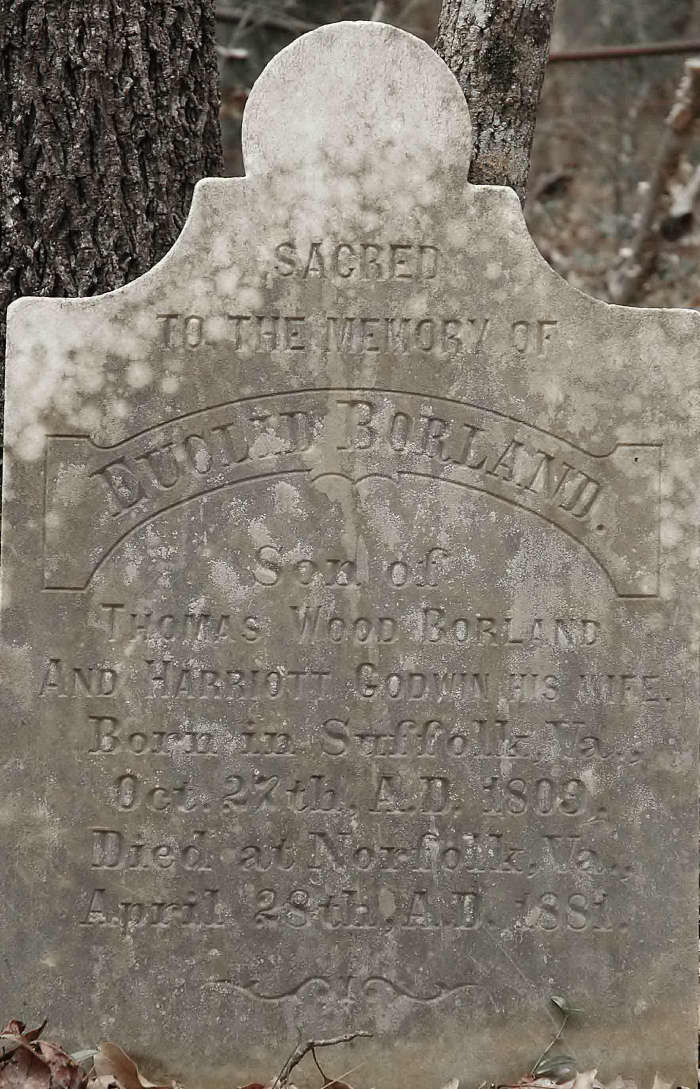 SACRED
TO THE MEMORY OF
EUCLID BORLAND.
Son of
THOMAS WOOD BORLAND
AND HARRIOTT GODWIN HIS WIFE.
Born in Suffolk, Va.,
Oct. 27th, A.D. 1809.
Died at Norfolk, Va.,
April 28th, A.D. 1881.